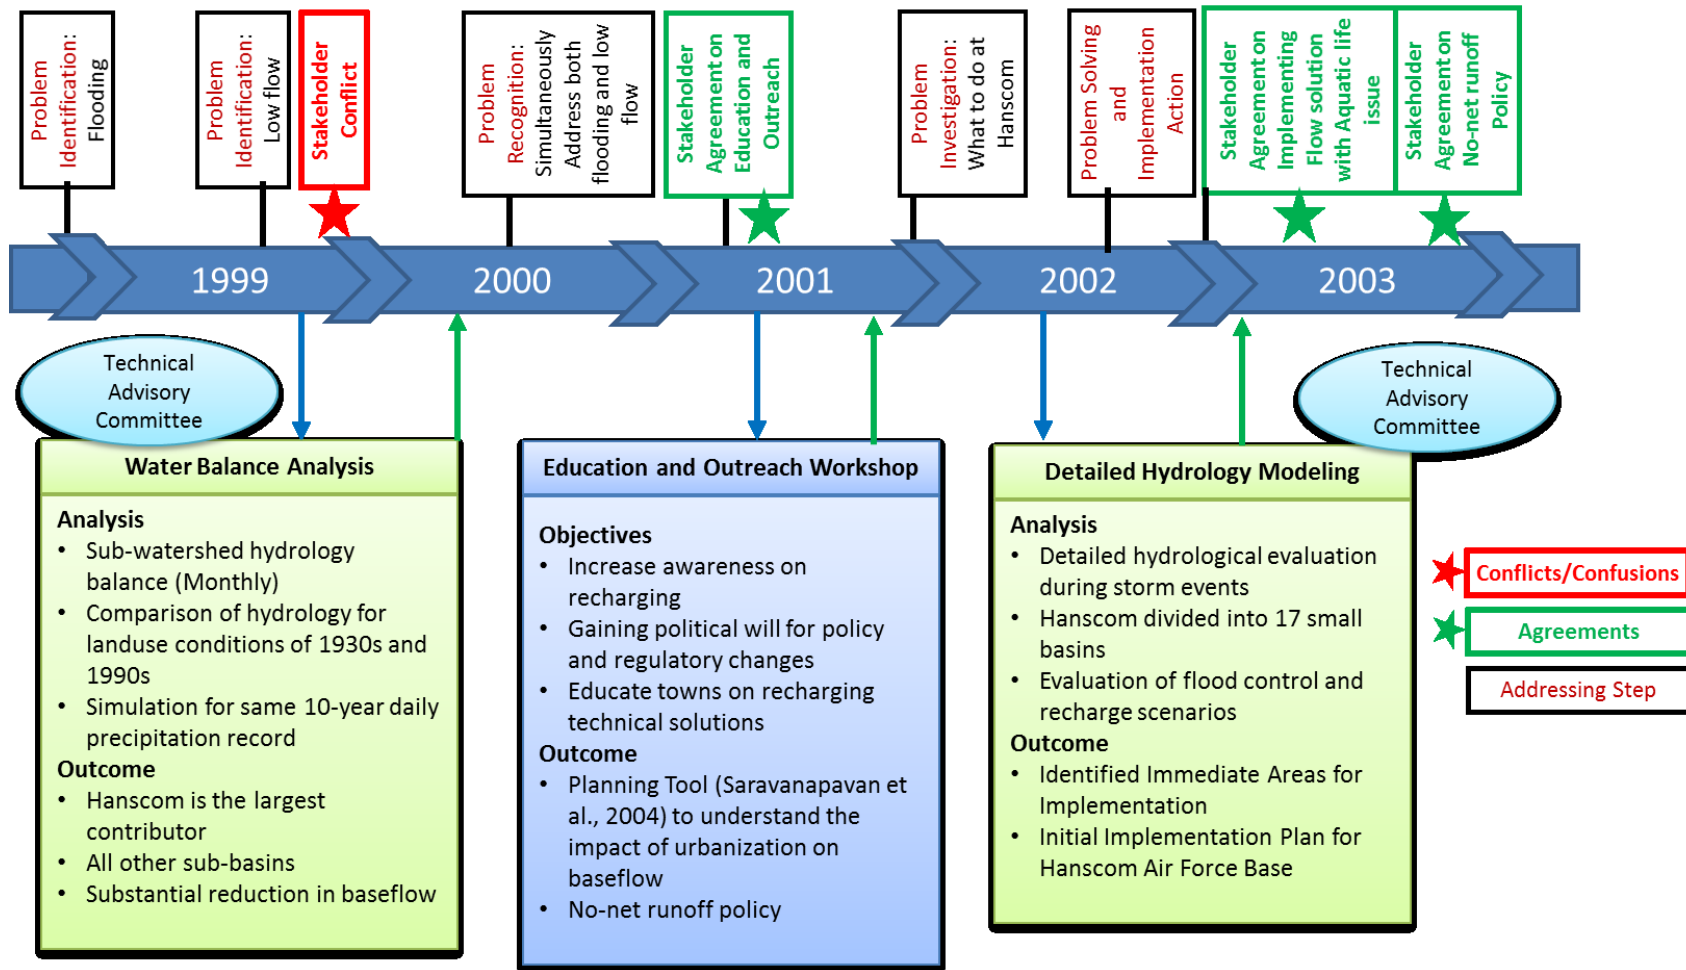 Problem
Identification:
Flooding
Problem
Identification:
Low flow
Stakeholder
Conflict
Problem
Recognition:
Simultaneously
Address both
flooding and low
flow
Stakeholder
Agreement on
Education and
Outreach
Problem
Investigation:
What to do at
Hanscom
Problem Solving
and
Implementation
Action
Stakeholder
Agreement on
Implementing
Flow solution
with Aquatic life
issue
Stakeholder
Agreement on
No-net runoff
Policy
1999
2000
2001
2002
2003
Technical
Advisory
Committee
Technical
Advisory
Committee
Water Balance Analysis
Analysis
• Sub-watershed hydrology
balance (Monthly)
• Comparison of hydrology for
landuse conditions of 1930s and
1990s
• Simulation for same 10-year daily
precipitation record
Outcome
• Hanscom is the largest
contributor
• All other sub-basins
• Substantial reduction in baseflow
Education and Outreach Workshop
Objectives
• Increase awareness on
recharging
• Gaining political will for policy
and regulatory changes
• Educate towns on recharging
technical solutions
Outcome
• Planning Tool (Saravanapavan et
al., 2004) to understand the
impact of urbanization on
baseflow
• No-net runoff policy
Detailed Hydrology Modeling
Analysis
• Detailed hydrological evaluation
during storm events
• Hanscom divided into 17 small
basins
• Evaluation of flood control and
recharge scenarios
Outcome
• Identified Immediate Areas for
Implementation
• Initial Implementation Plan for
Hanscom Air Force Base
Conflicts/Confusions
Agreements
Addressing Step